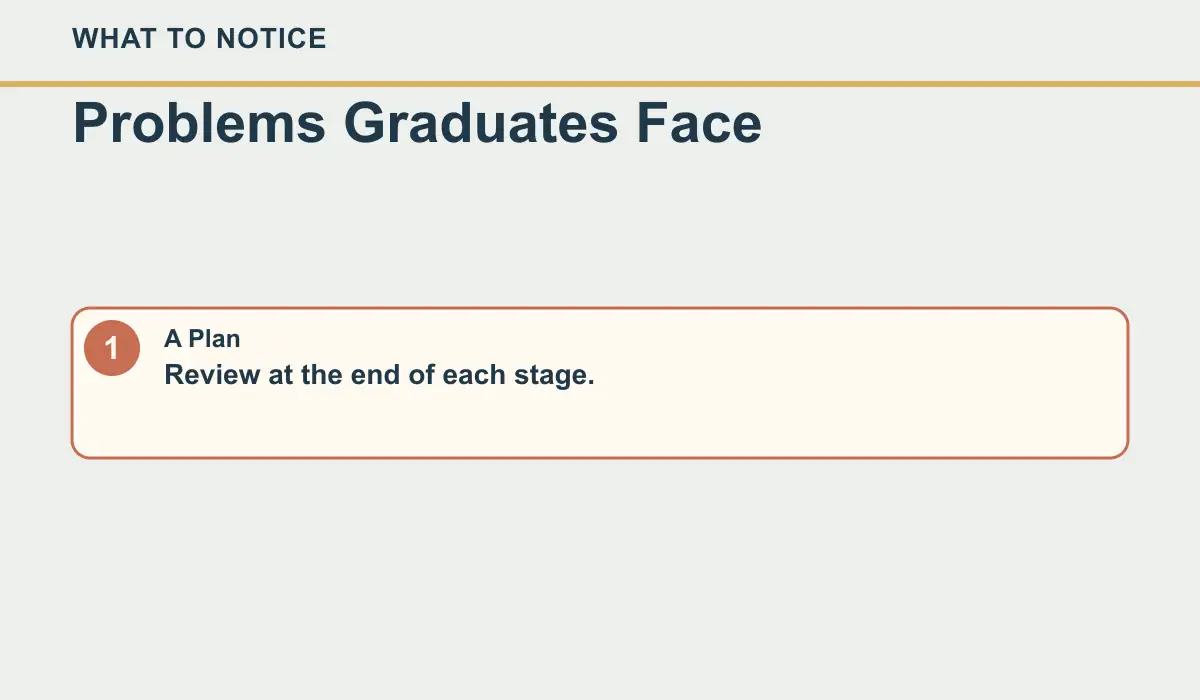 WHAT TO NOTICE
Problems Graduates Face
1
A Plan
Review at the end of each stage.